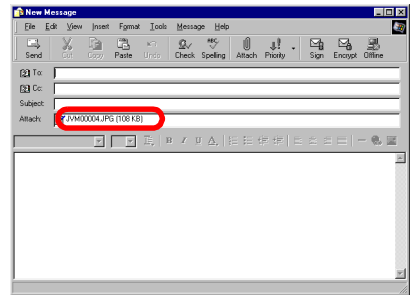 New Message
File Edit View Insert Format Tools Message Help
Send Cut Copy Paste Undo Check Spelling Attach Priority Sign Encrypt Offline
To:
Cc:
Subject:
Attach: JVM00004.JPG (108 KB)
B I U A